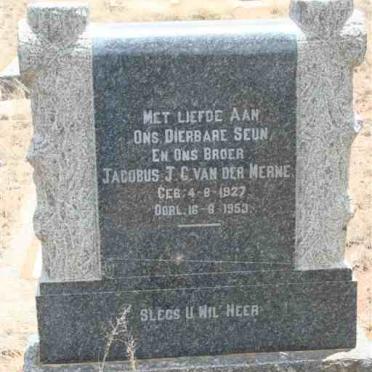 MET LIEFDE AAN
ONS DIERBARE SEUN
EN ONS BROER
JACOBUS J. C. VAN DER MERWE.
GEB. 4-8-1927
OORL. 16-8-1953.
SLEGS U WIL HEER